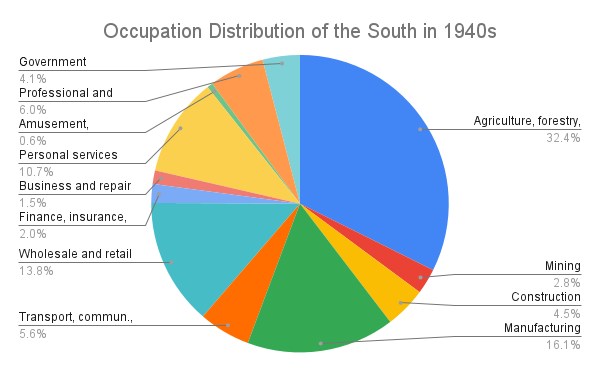 Occupation Distribution of the South in 1940s
Government
4.1%
Professional and
6.0%
Amusement,
0.6%
Personal services
10.7%
Business and repair
1.5%
Finance, insurance,
2.0%
Wholesale and retail
13.8%
Transport, commun.,
5.6%
Agriculture, forestry,
32.4%
Mining
2.8%
Construction
4.5%
Manufacturing
16.1%